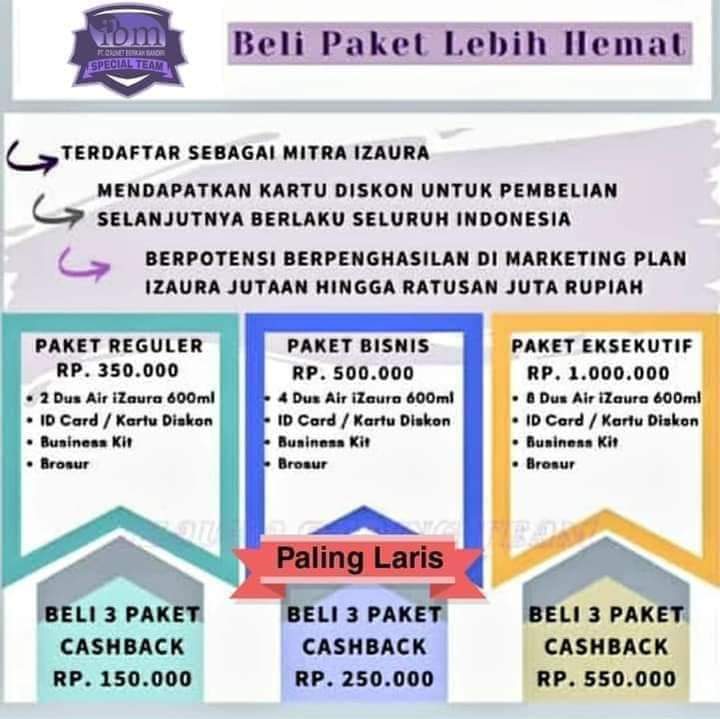 ibm
PT. IZAUNET BERKAH MANDIRI
SPECIAL TEAM
Beli Paket Lebih Hemat
TERDAFTAR SEBAGAI MITRA IZAURA
MENDAPATKAN KARTU DISKON UNTUK PEMBELIAN
SELANJUTNYA BERLAKU SELURUH INDONESIA
BERPOTENSI BERPENGHASILAN DI MARKETING PLAN
IZAURA JUTAAN HINGGA RATUSAN JUTA RUPIAH
PAKET REGULER
RP. 350.000
• 2 Dus Air iZaura 600ml
• ID Card / Kartu Diskon
• Business Kit
• Brosur
PAKET BISNIS
RP. 500.000
• 4 Dus Air iZaura 600ml
• ID Card / Kartu Diskon
• Business Kit
• Brosur
PAKET EKSEKUTIF
RP. 1.000.000
• 8 Dus Air iZaura 600ml
• ID Card / Kartu Diskon
• Business Kit
• Brosur
Paling Laris
BELI 3 PAKET
CASHBACK
RP. 150.000
BELI 3 PAKET
CASHBACK
RP. 250.000
BELI 3 PAKET
CASHBACK
RP. 550.000